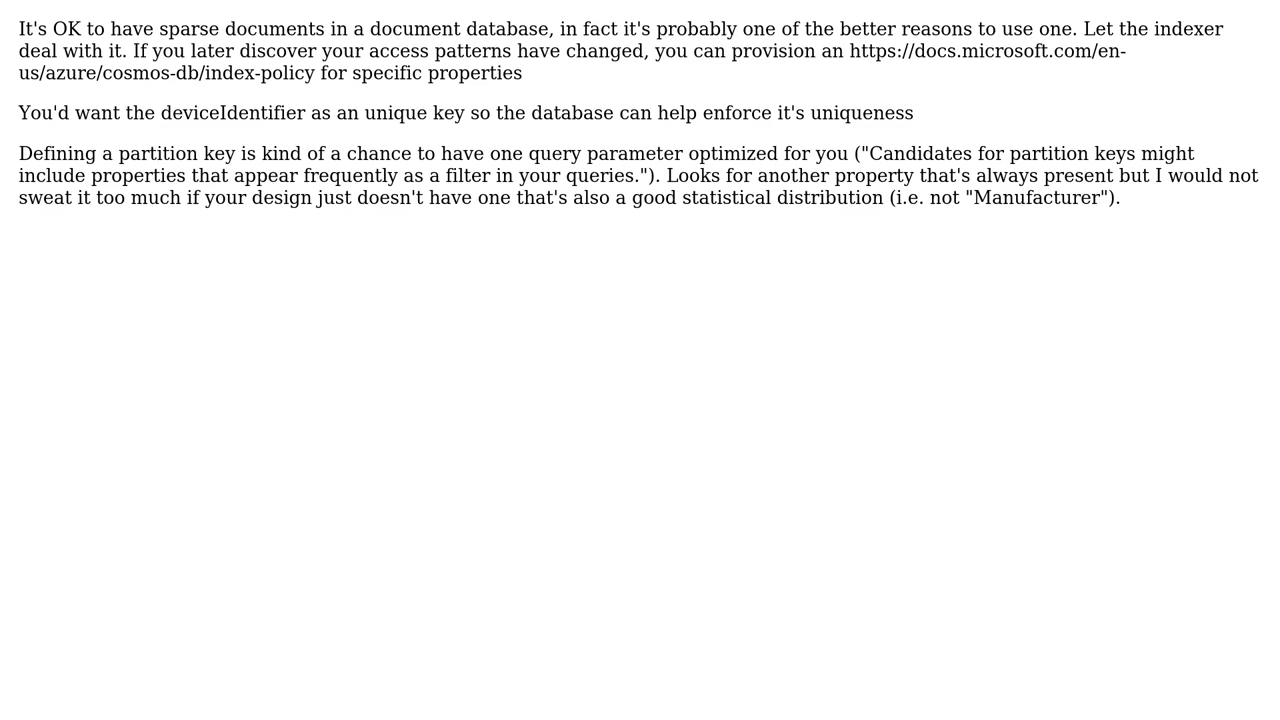 It's OK to have sparse documents in a document database, in fact it's probably one of the better reasons to use one. Let the indexer
deal with it. If you later discover your access patterns have changed, you can provision an https://docs.microsoft.com/en-
us/azure/cosmos-db/index-policy for specific properties
You'd want the deviceIdentifier as an unique key so the database can help enforce it's uniqueness
Defining a partition key is kind of a chance to have one query parameter optimized for you ("Candidates for partition keys might
include properties that appear frequently as a filter in your queries."). Looks for another property that's always present but I would not
sweat it too much if your design just doesn't have one that's also a good statistical distribution (i.e. not "Manufacturer").